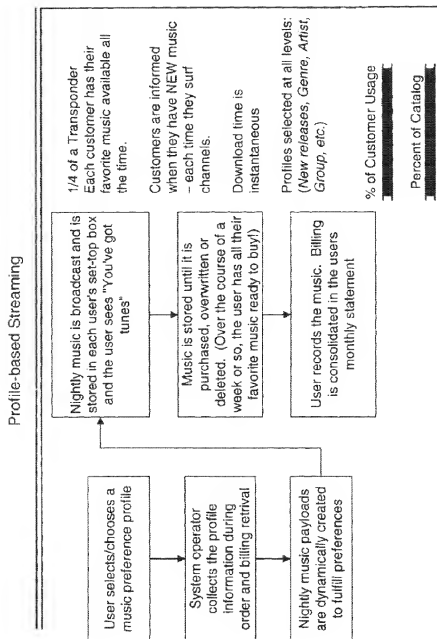 Profile-based Streaming
User selects/chooses a
music preference profile
System operator
collects the profile
information during
order and billing retrival
Nightly music payloads
are dynamically created
to fulfill preferences
Nightly music is broadcast and is
stored in each user's set-top box
and the user sees "You've got
tunes"
Music is stored until it is
purchased, overwritten or
deleted. (Over the course of a
week or so, the user has all their
favorite music ready to buy!)
User records the music. Billing
is consolidated in the users
monthly statement
1/4 of a Transponder
Each customer has their
favorite music available all
the time.
Customers are informed
when they have NEW music
– each time they surf
channels.
Download time is
instantaneous
Profiles selected at all levels:
(New releases, Genre, Artist,
Group, etc.)
% of Customer Usage
Percent of Catalog